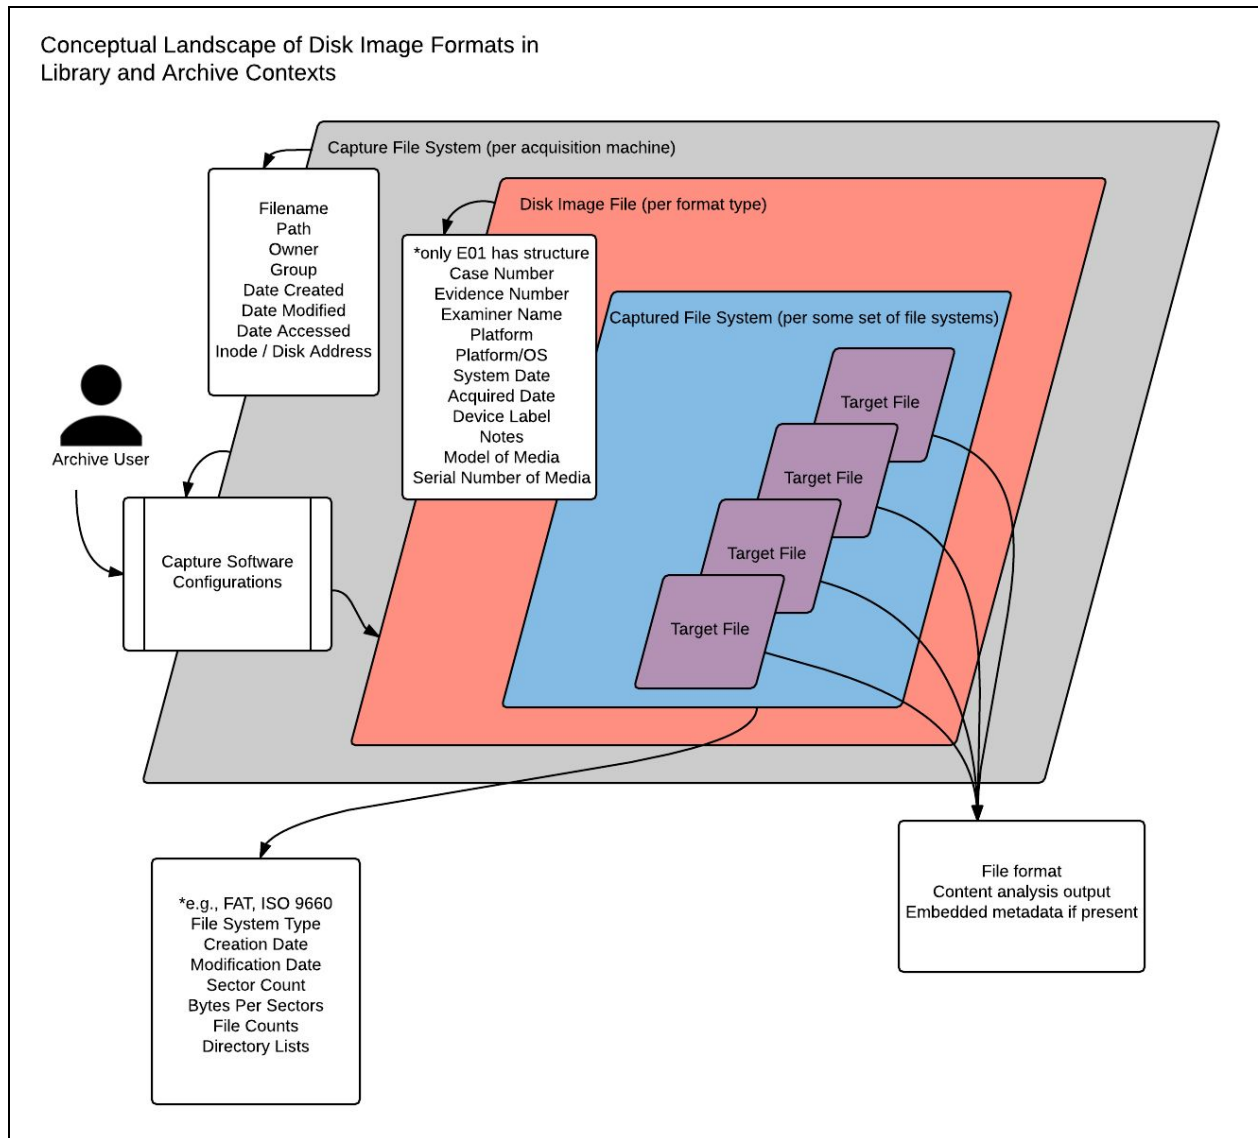 Conceptual Landscape of Disk Image Formats in
Library and Archive Contexts
Capture File System (per acquisition machine)
Filename
Path
Owner
Group
Date Created
Date Modified
Date Accessed
Inode / Disk Address
Disk Image File (per format type)
*only E01 has structure
Case Number
Evidence Number
Examiner Name
Platform
Platform/OS
System Date
Acquired Date
Device Label
Notes
Model of Media
Serial Number of Media
Captured File System (per some set of file systems)
Target File
Target File
Target File
Target File
Archive User
Capture Software
Configurations
*e.g., FAT, ISO 9660
File System Type
Creation Date
Modification Date
Sector Count
Bytes Per Sectors
File Counts
Directory Lists
File format
Content analysis output
Embedded metadata if present